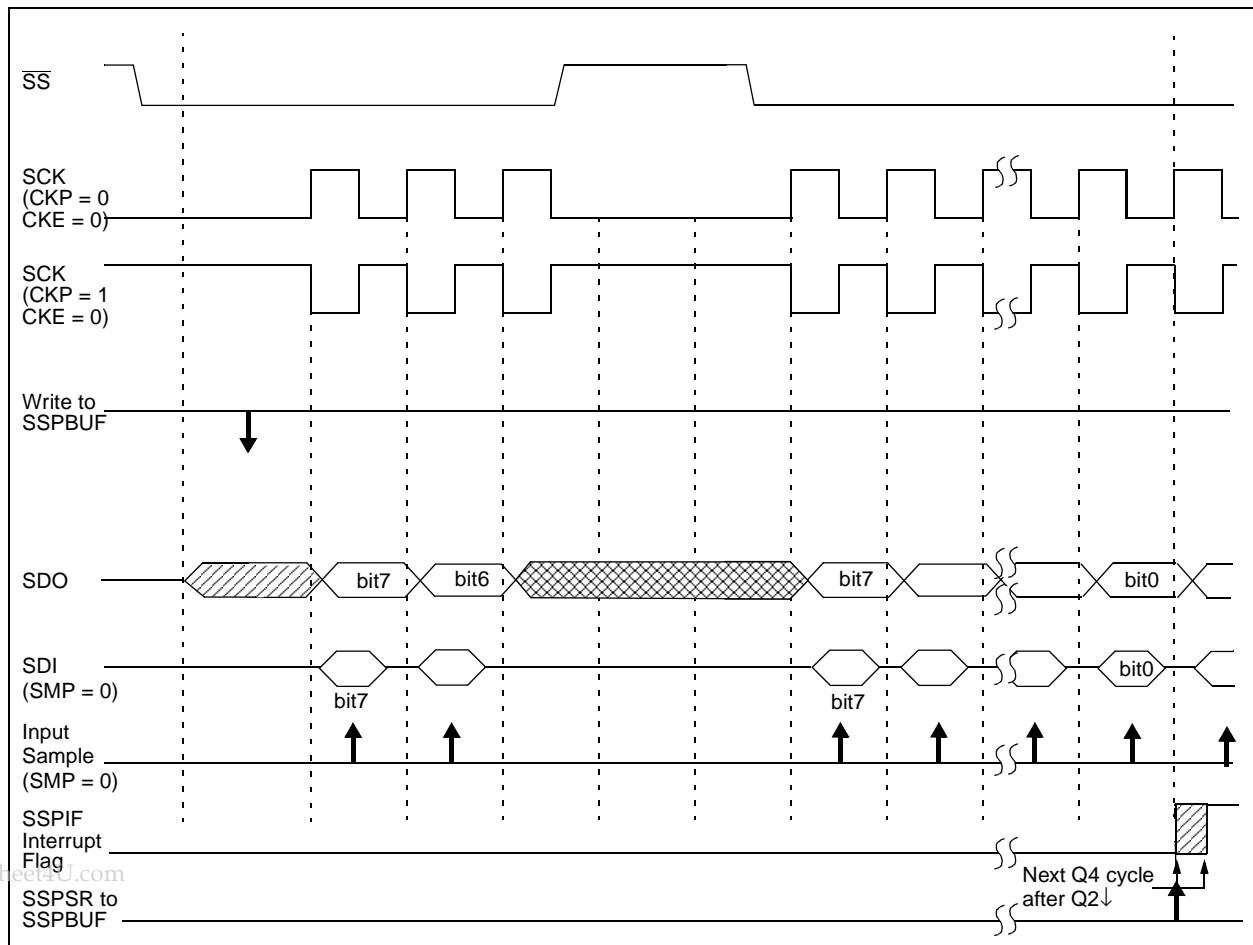 SS
SCK
(CKP = 0
CKE = 0)
SCK
(CKP = 1
CKE = 0)
Write to
SSPBUF
SDO
bit7
bit6
bit7
bit0
SDI
(SMP = 0)
bit7
bit7
bit0
Input
Sample
(SMP = 0)
SSPIF
Interrupt
Flag
heet4U.com
SSPSR to
SSPBUF
Next Q4 cycle
after Q2↓